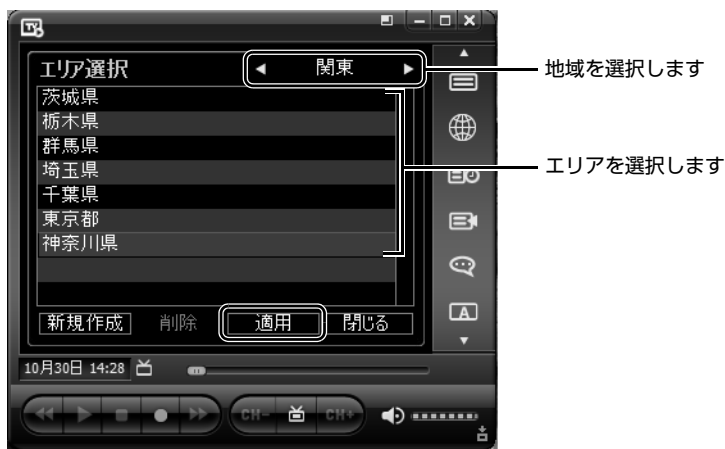 TV
エリア選択
関東
地域を選択します
茨城県
栃木県
群馬県
埼玉県
千葉県
東京都
神奈川県
エリアを選択します
A
新規作成 削除 適用 閉じる
10月30日 14:28
CH- CH+